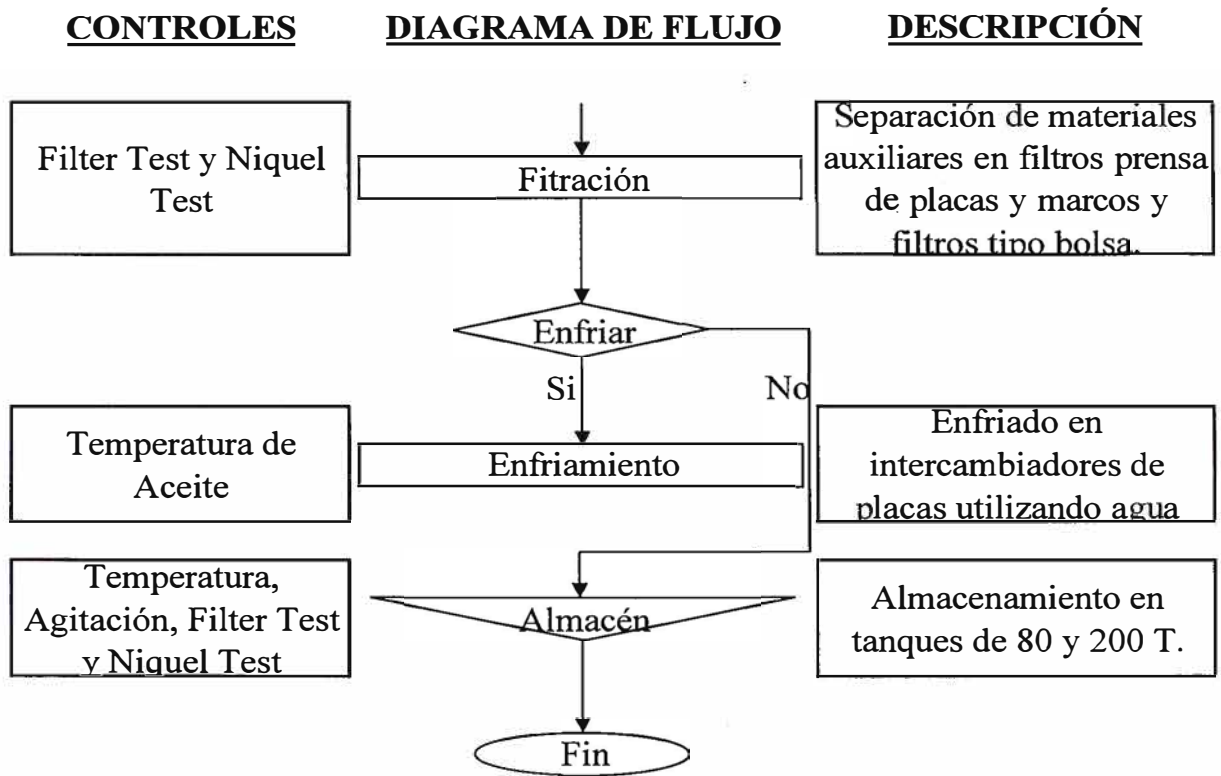 CONTROLES
DIAGRAMA DE FLUJO
DESCRIPCIÓN
Filter Test y Niquel
Test
Fitración
Separación de materiales
auxiliares en filtros prensa
de placas y marcos y
filtros tipo bolsa.
Enfriar
Si
No
Temperatura de
Aceite
Enfriamiento
Enfriado en
intercambiadores de
placas utilizando agua
Temperatura,
Agitación, Filter Test
y Niquel Test
Almacén
Almacenamiento en
tanques de 80 y 200 T.
Fin